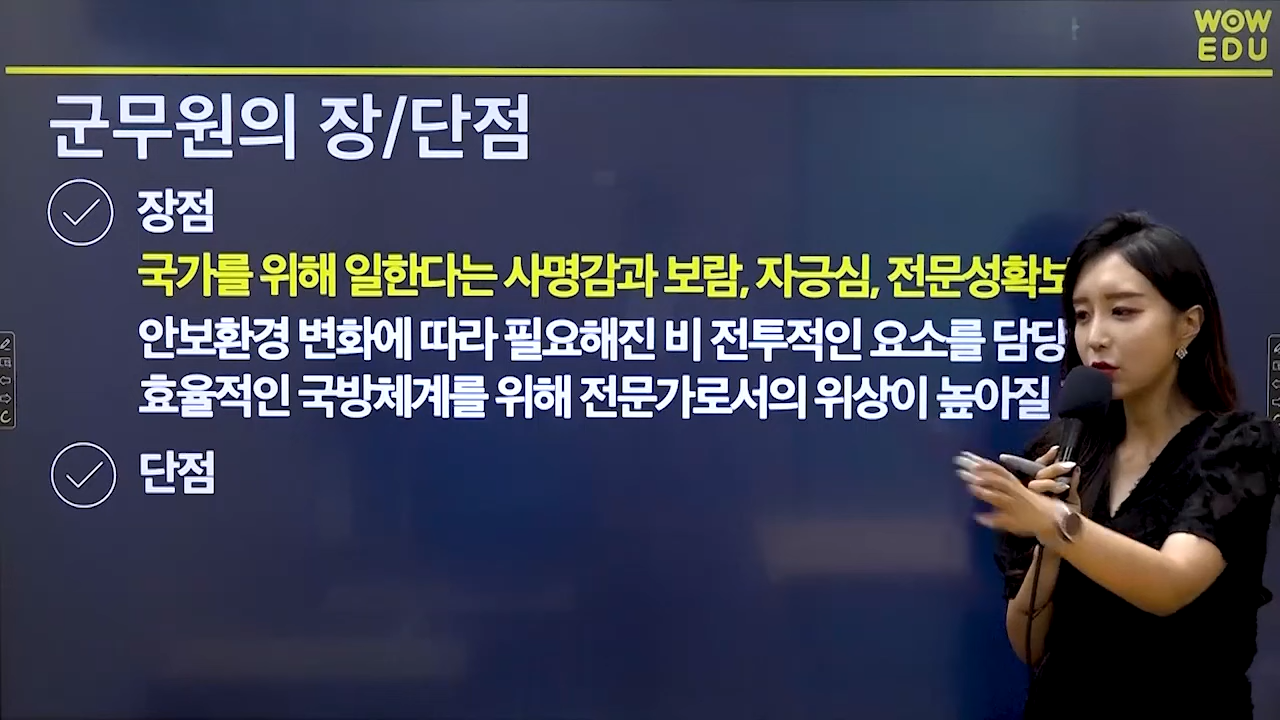 WOW
EDU
군무원의 장/단점
장점
국가를 위해 일한다는 사명감과 보람, 자긍심, 전문성확보
안보환경 변화에 따라 필요해진 비 전투적인 요소를 담당
효율적인 국방체계를 위해 전문가로서의 위상이 높아질
단점